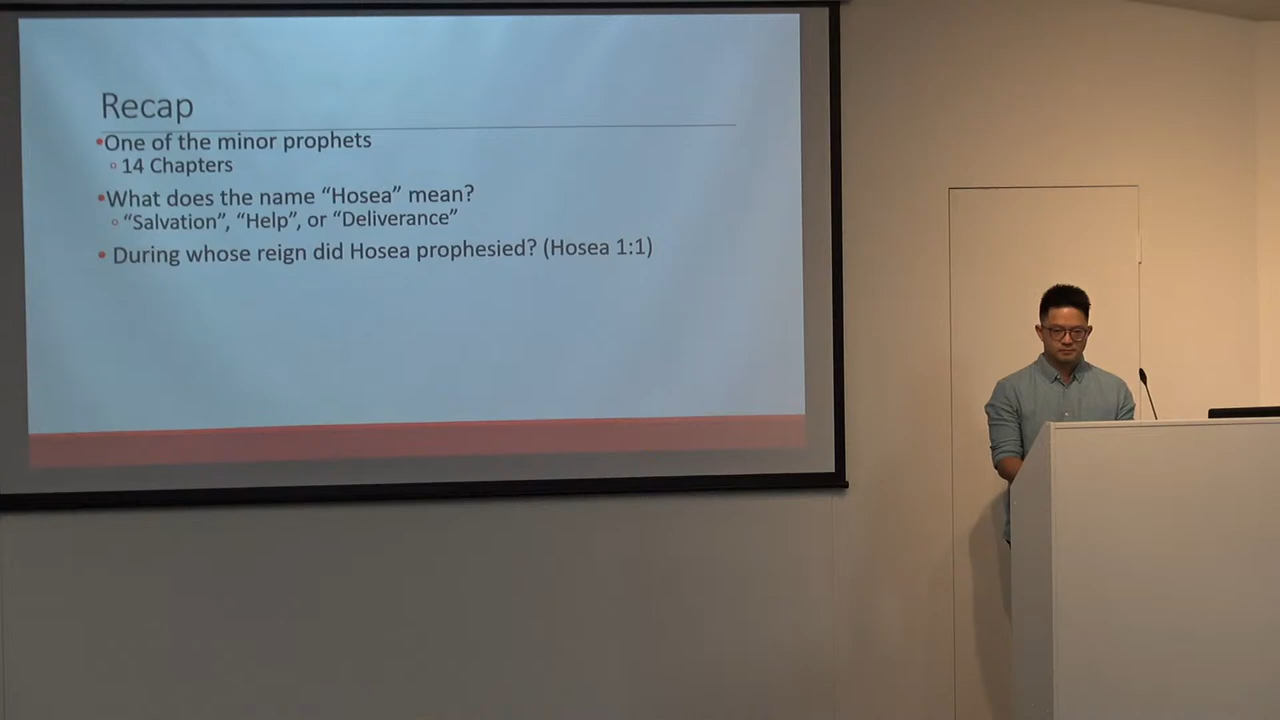 Recap
•One of the minor prophets
◦ 14 Chapters
•What does the name “Hosea” mean?
◦ “Salvation”, “Help”, or “Deliverance”
• During whose reign did Hosea prophesied? (Hosea 1:1)